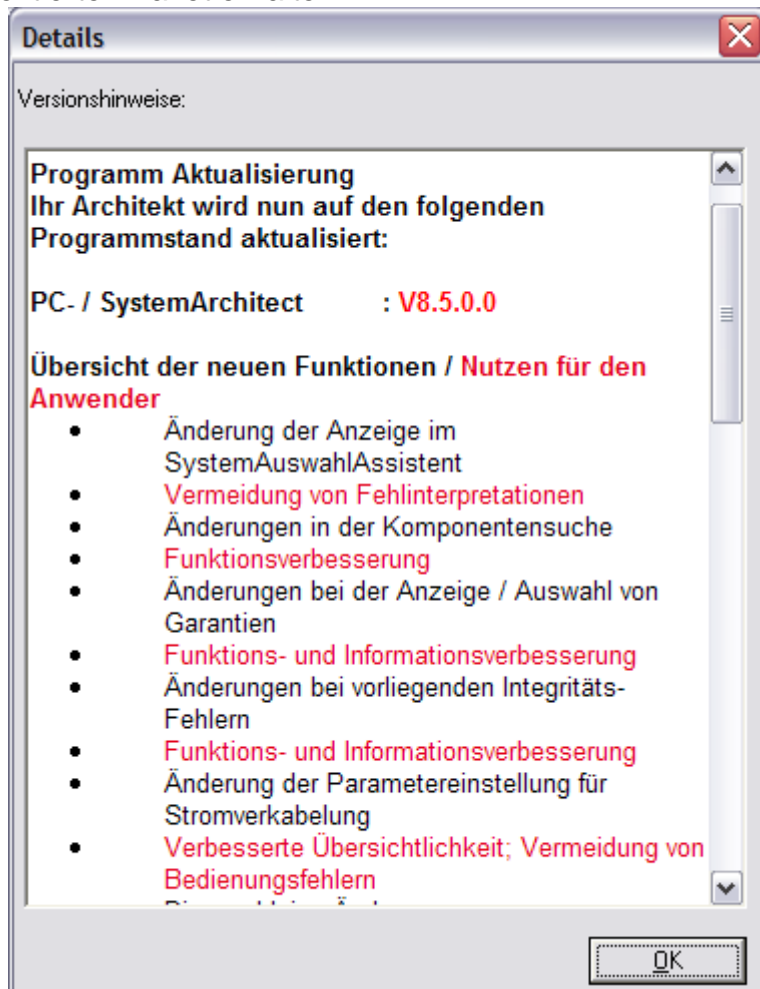 Details
Versionshinweise:
Programm Aktualisierung
Ihr Architekt wird nun auf den folgenden
Programmstand aktualisiert:
PC- / SystemArchitect : V8.5.0.0
Übersicht der neuen Funktionen / Nutzen für den
Anwender
• Änderung der Anzeige im
SystemAuswahlAssistent
• Vermeidung von Fehlinterpretationen
• Änderungen in der Komponentensuche
• Funktionsverbesserung
• Änderungen bei der Anzeige / Auswahl von
Garantien
• Funktions- und Informationsverbesserung
• Änderungen bei vorliegenden Integritäts-
Fehlern
• Funktions- und Informationsverbesserung
• Änderung der Parametereinstellung für
Stromverkabelung
• Verbesserte Übersichtlichkeit; Vermeidung von
Bedienungsfehlern
OK